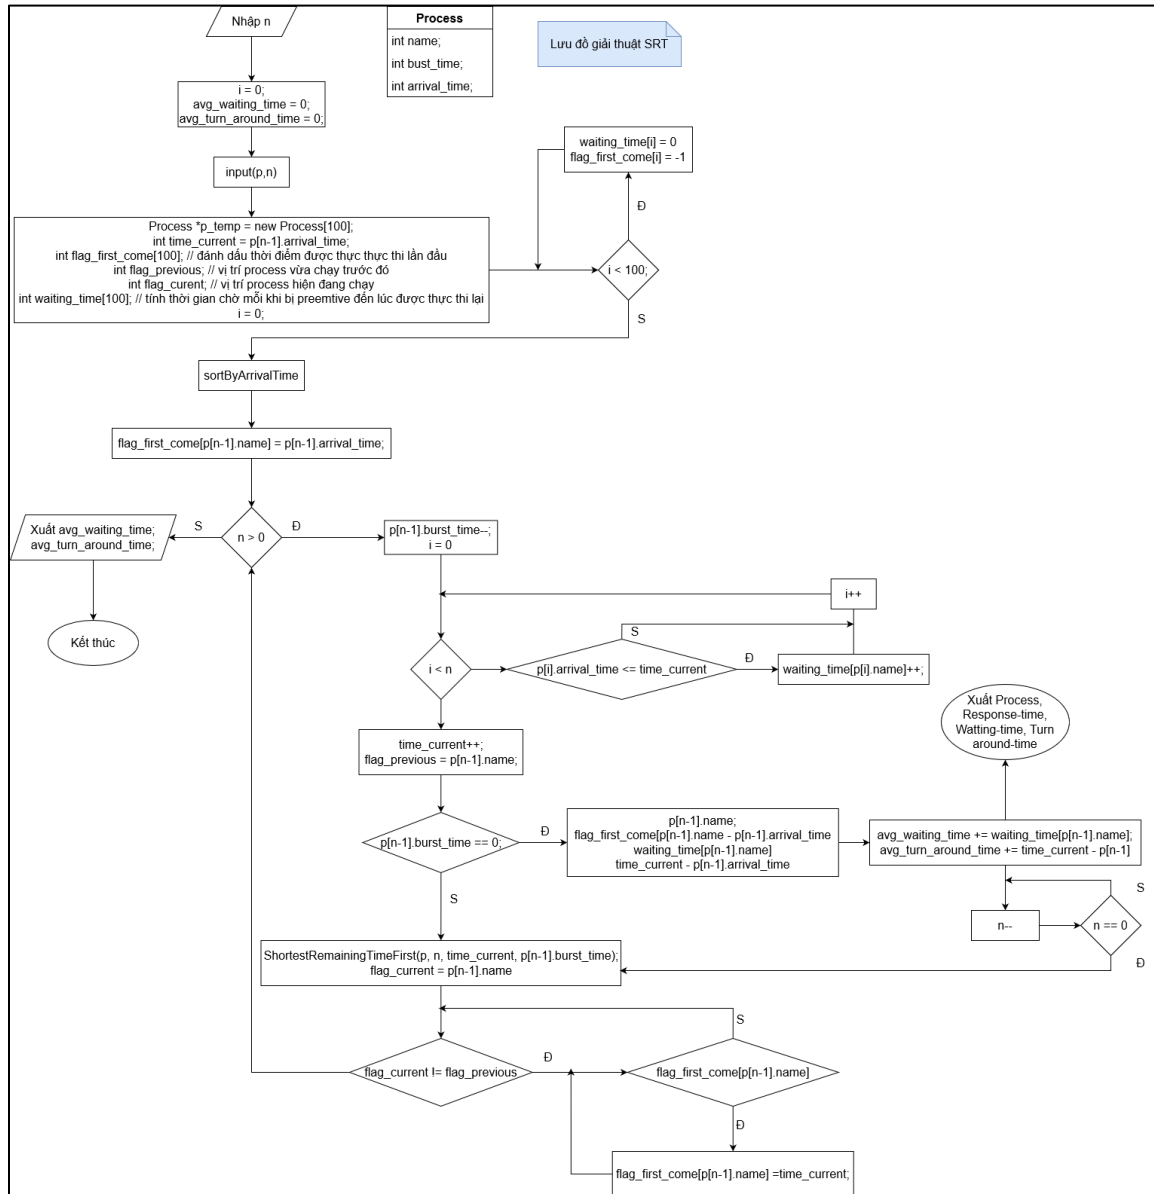 Nhập n
Process
int name;
int bust_time;
int arrival_time;
Lưu đồ giải thuật SRT
i = 0;
avg_waiting_time = 0;
avg_turn_around_time = 0;
input(p,n)
waiting_time[i] = 0
flag_first_come[i] = -1
Đ
Process *p_temp = new Process[100];
int time_current = p[n-1].arrival_time;
int flag_first_come[100]; // đánh dấu thời điểm được thực thực thi lần đầu
int flag_previous; // vị trí process vừa chạy trước đó
int flag_curent; // vị trí process hiện đang chạy
int waiting_time[100]; // tính thời gian chờ mỗi khi bị preemtive đến lúc được thực thi lại
i = 0;
i < 100;
S
sortByArrivalTime
flag_first_come[p[n-1].name] = p[n-1].arrival_time;
Xuất avg_waiting_time;
avg_turn_around_time;
S
n > 0
Đ
p[n-1].burst_time--;
i = 0
Kết thúc
i++
S
i < n
p[i].arrival_time <= time_current
Đ
waiting_time[p[i].name]++;
Xuất Process,
Response-time,
Watting-time, Turn
around-time
time_current++;
flag_previous = p[n-1].name;
p[n-1].burst_time == 0;
Đ
p[n-1].name;
flag_first_come[p[n-1].name - p[n-1].arrival_time
waiting_time[p[n-1].name]
time_current - p[n-1].arrival_time
avg_waiting_time += waiting_time[p[n-1].name];
avg_turn_around_time += time_current - p[n-1]
S
S
n--
n == 0
Đ
ShortestRemainingTimeFirst(p, n, time_current, p[n-1].burst_time);
flag_current = p[n-1].name
S
flag_current != flag_previous
Đ
flag_first_come[p[n-1].name]
Đ
flag_first_come[p[n-1].name] =time_current;